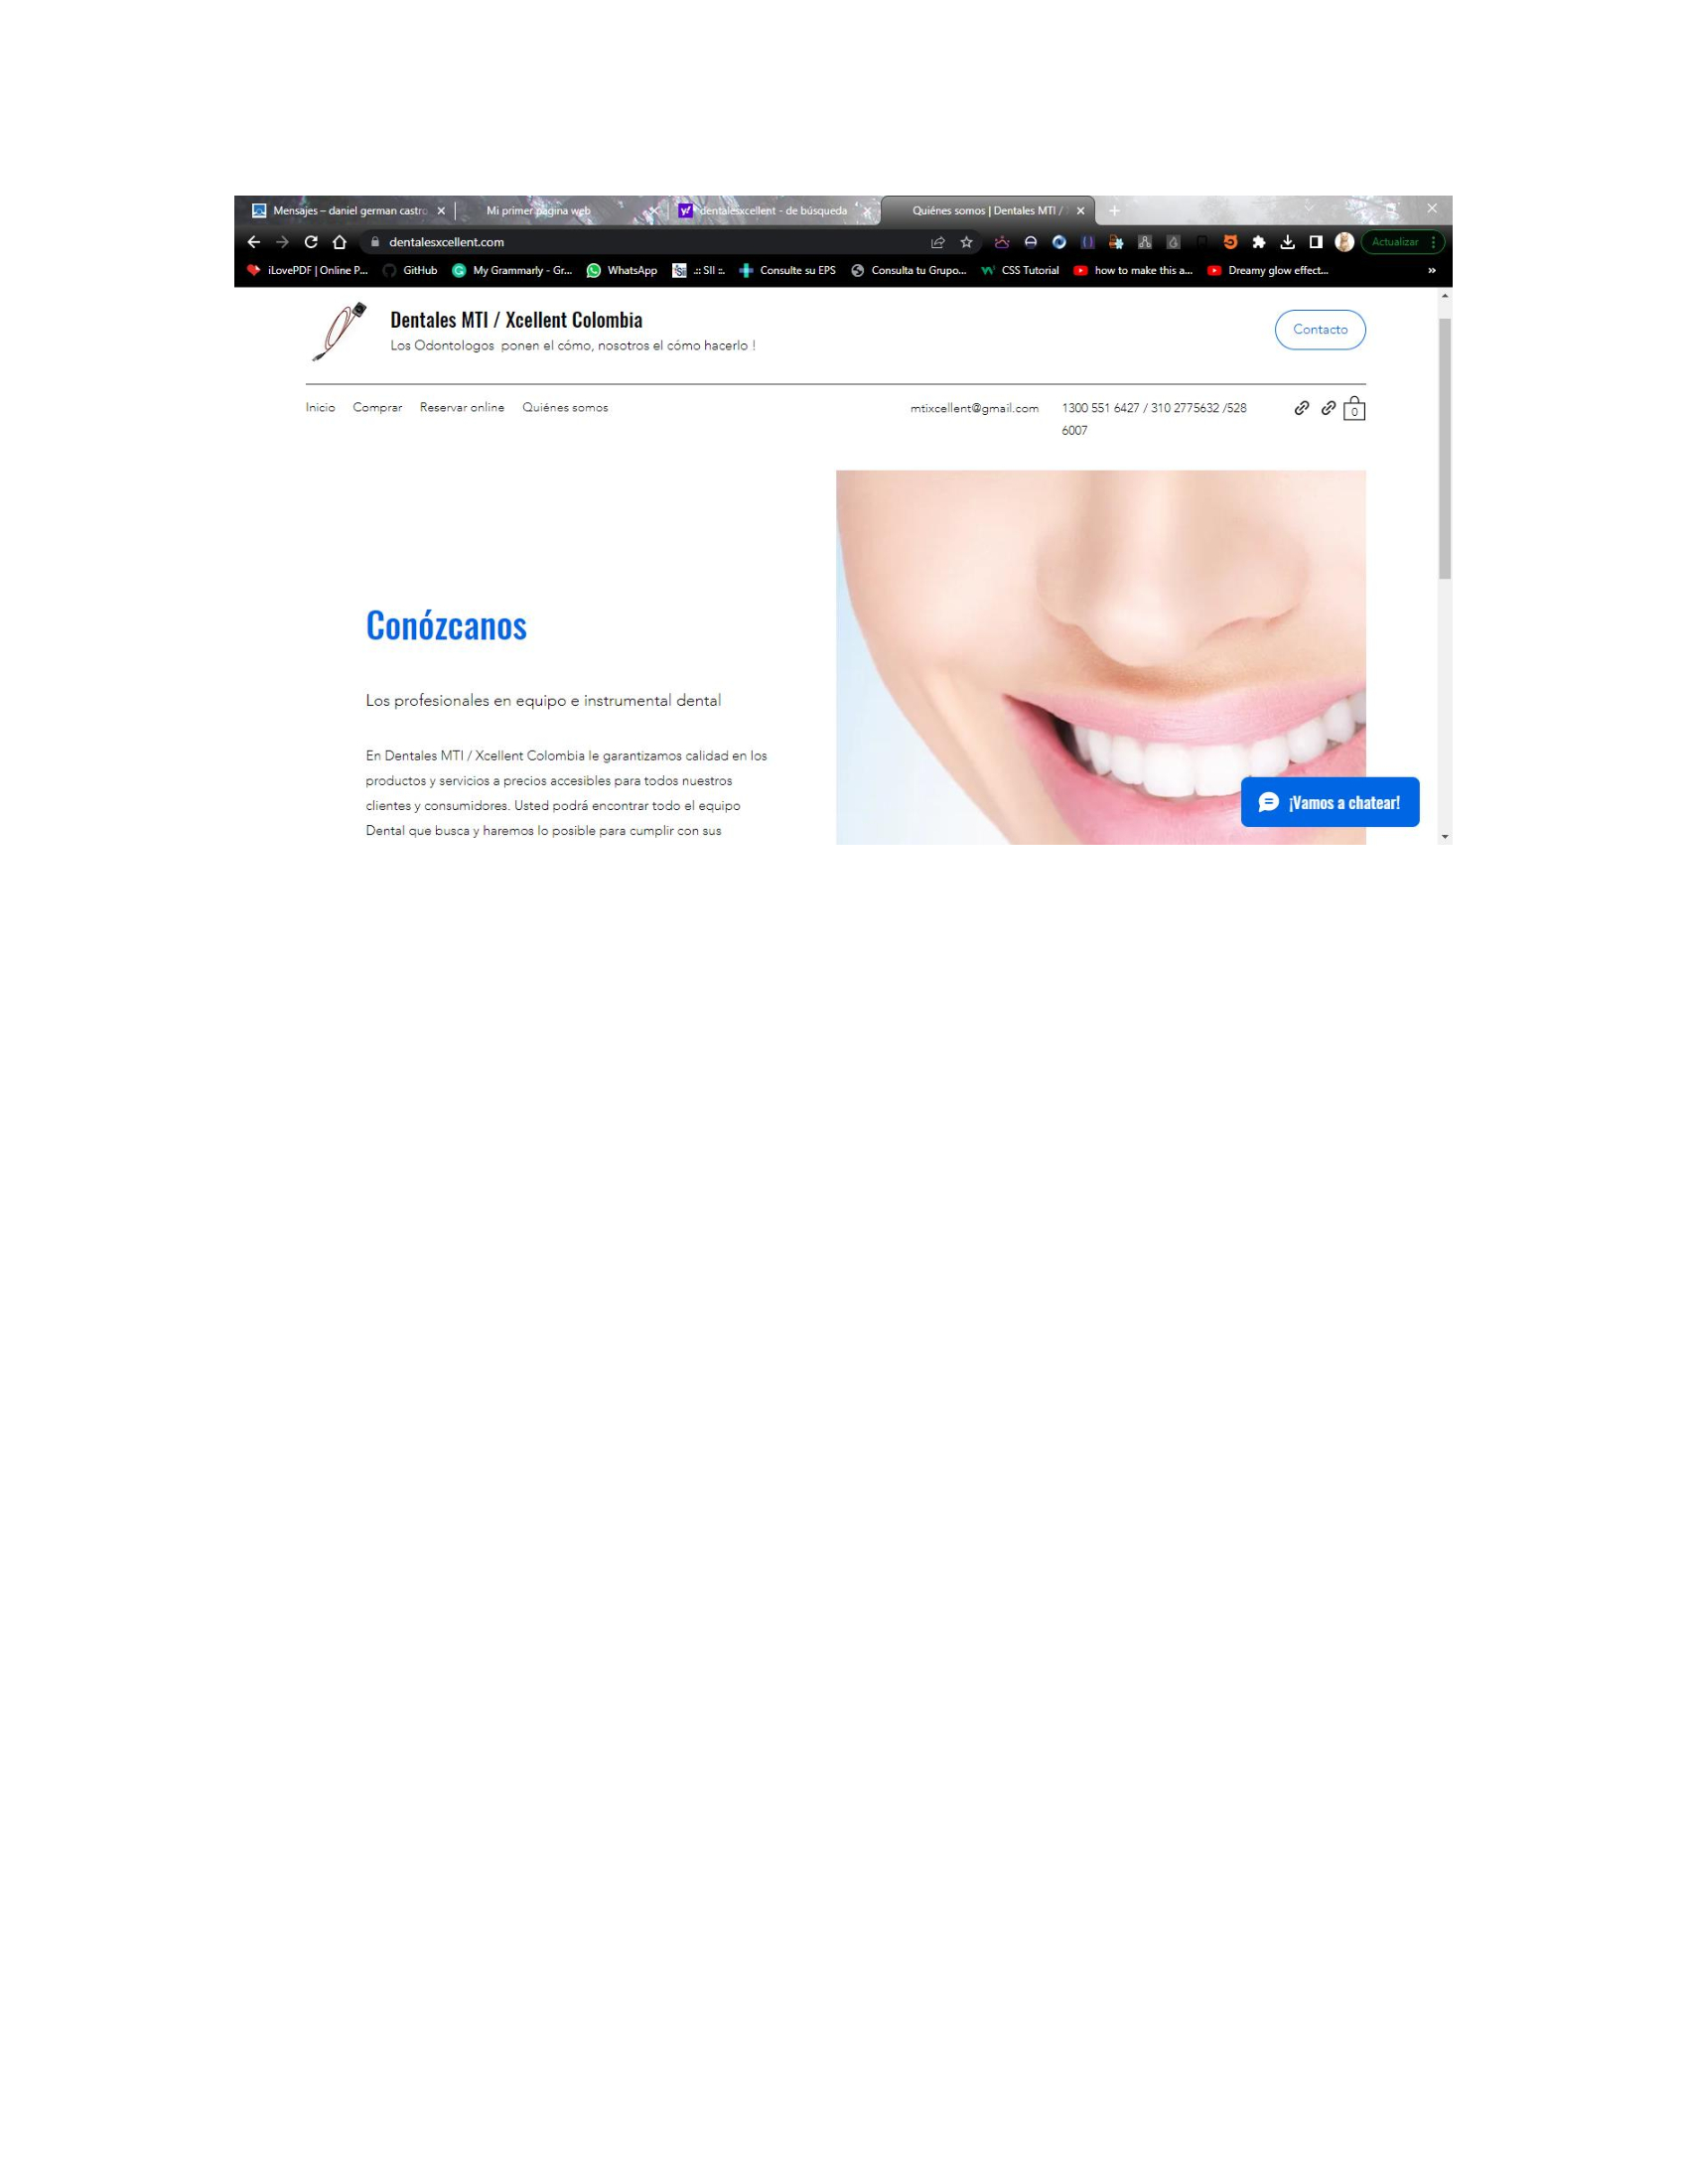 Mensajes – daniel german castro
Mi primer página web
dentalesxcellent - de búsqueda
Quiénes somos | Dentales MTI /
dentalesxcellent.com
Actualizar
iLovePDF | Online P...
GitHub
My Grammarly - Gr...
WhatsApp
.:: SII ::.
Consulte su EPS
Consulta tu Grupo...
CSS Tutorial
how to make this a...
Dreamy glow effect...
»
Dentales MTI / Xcellent Colombia
Los Odontologos ponen el cómo, nosotros el cómo hacerlo !
Contacto
Inicio
Comprar
Reservar online
Quiénes somos
mtixcellent@gmail.com
1300 551 6427 / 310 2775632 /528
6007
0
Conózcanos
Los profesionales en equipo e instrumental dental
En Dentales MTI / Xcellent Colombia le garantizamos calidad en los
productos y servicios a precios accesibles para todos nuestros
clientes y consumidores. Usted podrá encontrar todo el equipo
Dental que busca y haremos lo posible para cumplir con sus
¡Vamos a chatear!